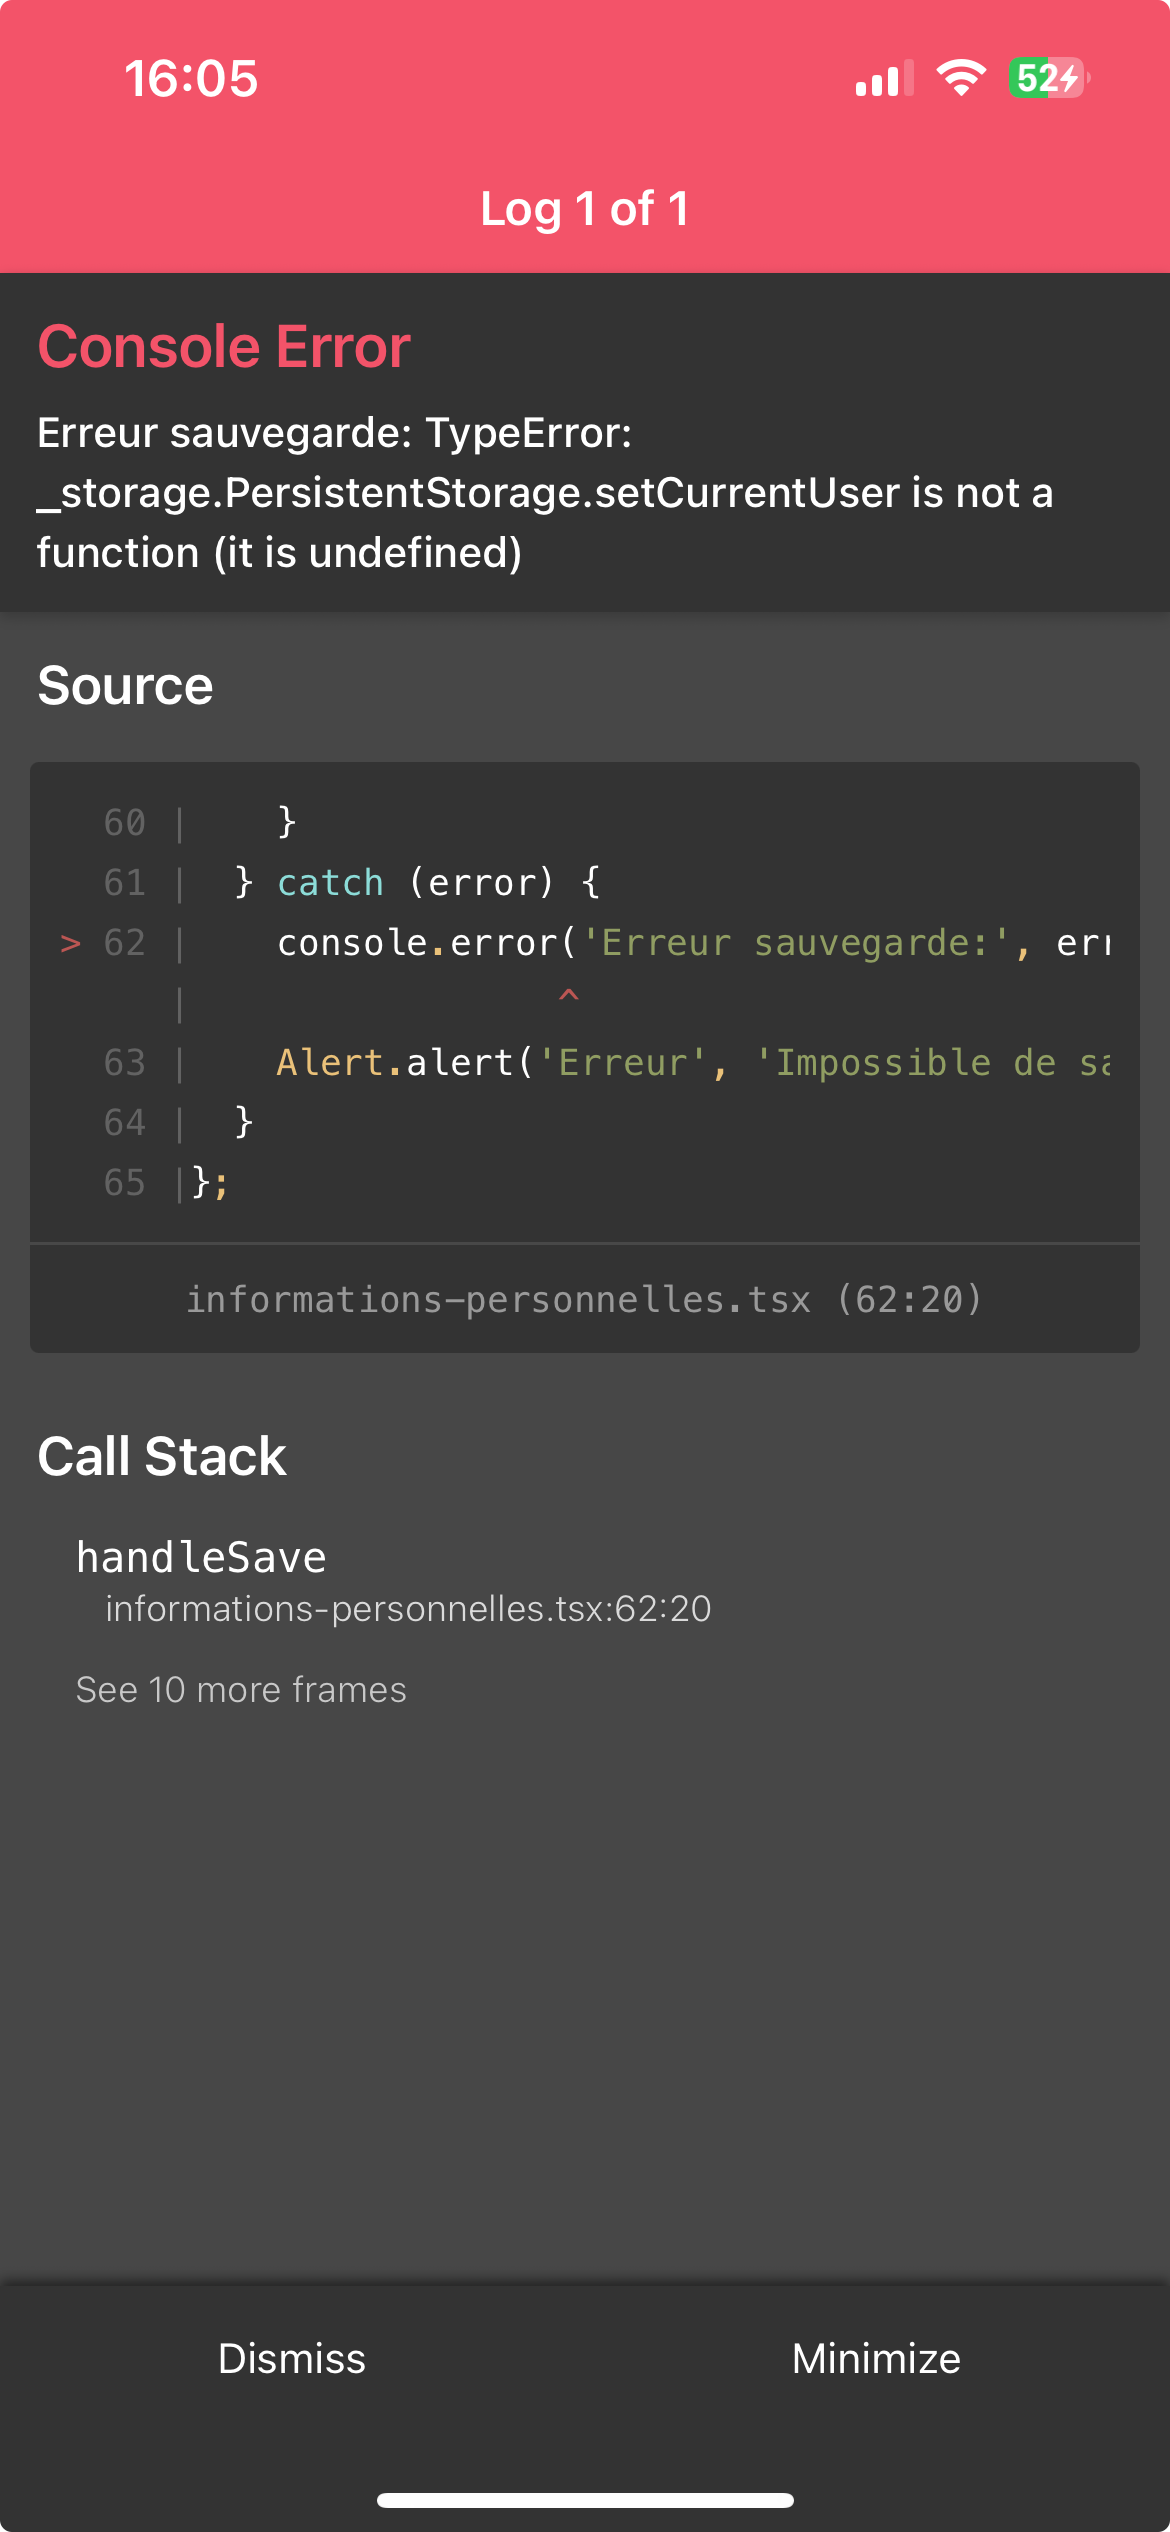 16:05
52
Log 1 of 1
Console Error
Erreur sauvegarde: TypeError:
_storage.PersistentStorage.setCurrentUser is not a
function (it is undefined)
Source
60 |    }
61 |  } catch (error) {
> 62 |    console.error('Erreur sauvegarde:', err
|                 ^
63 |    Alert.alert('Erreur', 'Impossible de sa
64 |  }
65 |};
informations-personnelles.tsx (62:20)
Call Stack
handleSave
informations-personnelles.tsx:62:20
See 10 more frames
Dismiss
Minimize